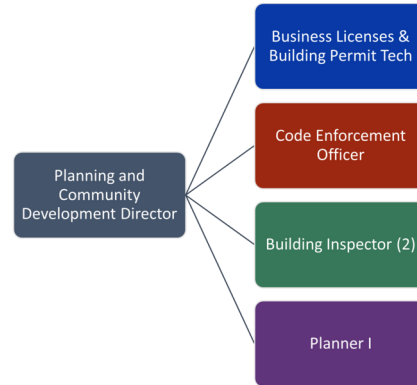 Business Licenses &
Building Permit Tech
Code Enforcement
Officer
Planning and
Community
Development Director
Building Inspector (2)
Planner I